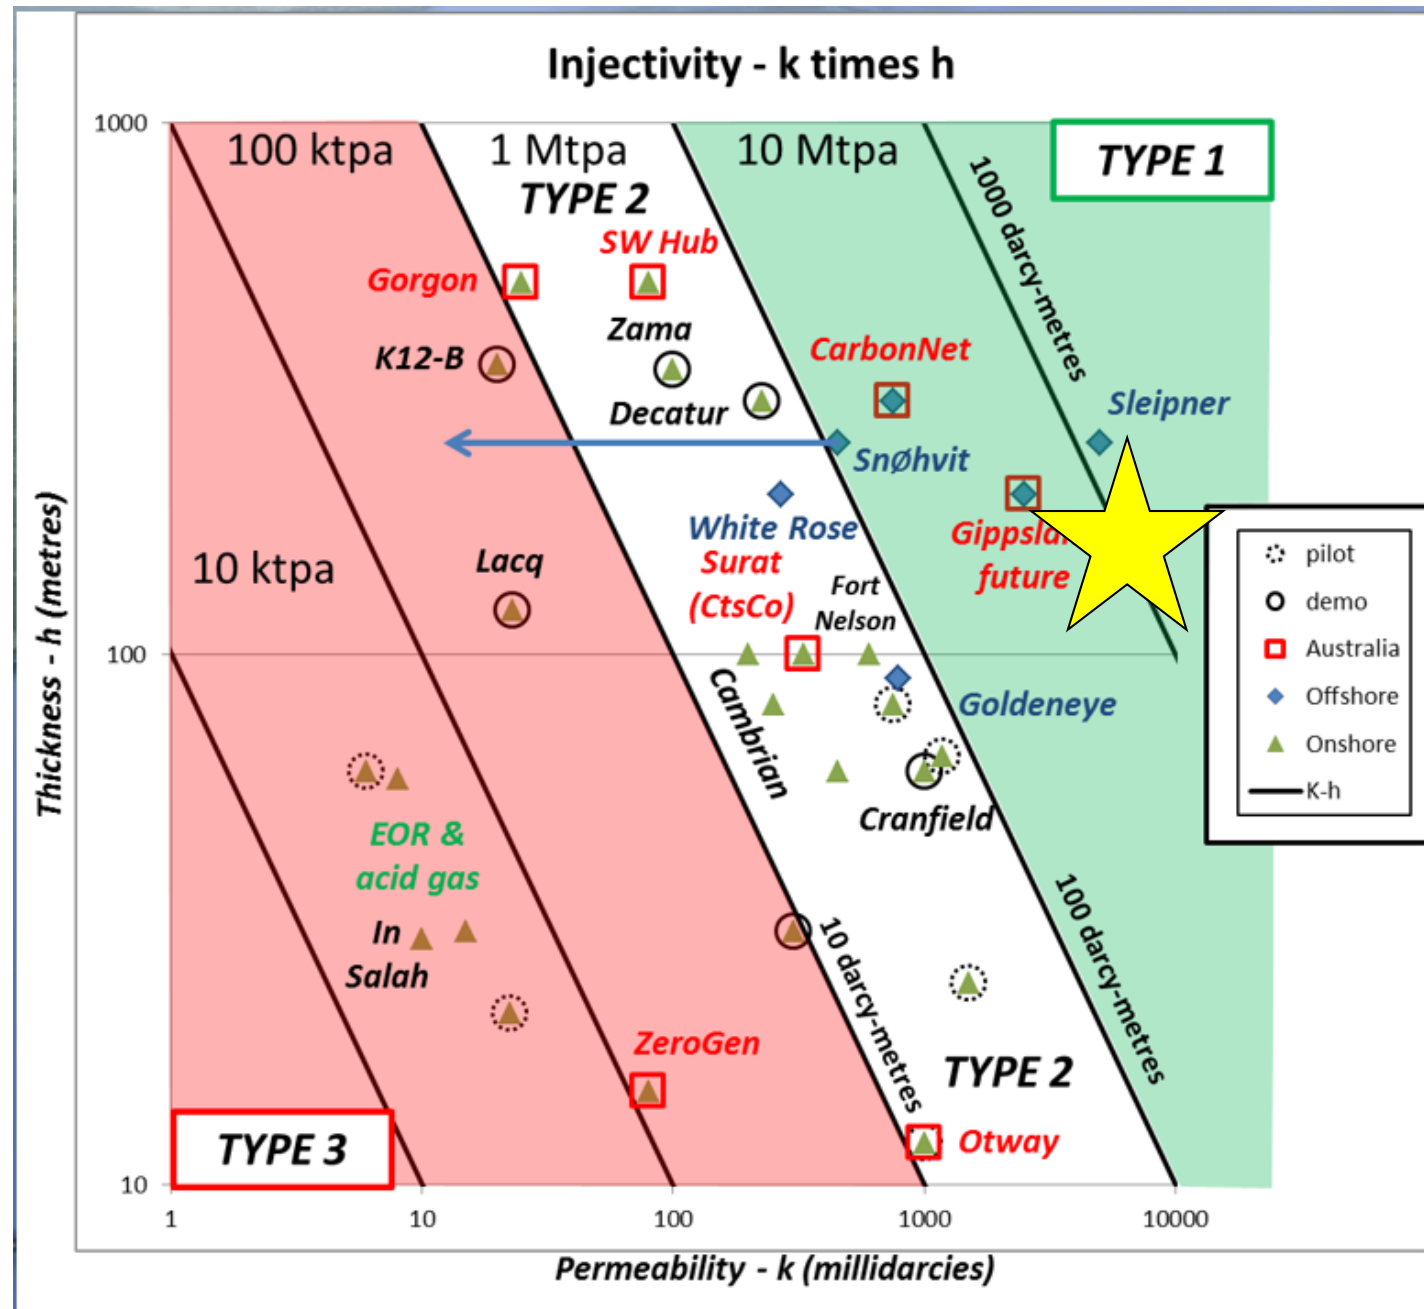 Injectivity - k times h
1000
100 ktpa
1 Mtpa
10 Mtpa
TYPE 1
TYPE 2
1000 darcy-metres
SW Hub
Gorgon
Zama
K12-B
CarbonNet
Decatur
Sleipner
SnØhvit
White Rose
Gippsla
future
Lacq
10 ktpa
Surat
(CtsCo)
Fort
Nelson
pilot
demo
Australia
Offshore
Onshore
K-h
Thickness - h (metres)
100
Cambrian
Goldeneye
Cranfield
EOR &
acid gas
In
Salah
10 darcy-metres
100 darcy-metres
ZeroGen
TYPE 2
TYPE 3
Otway
10
1
10
100
1000
10000
Permeability - k (millidarcies)